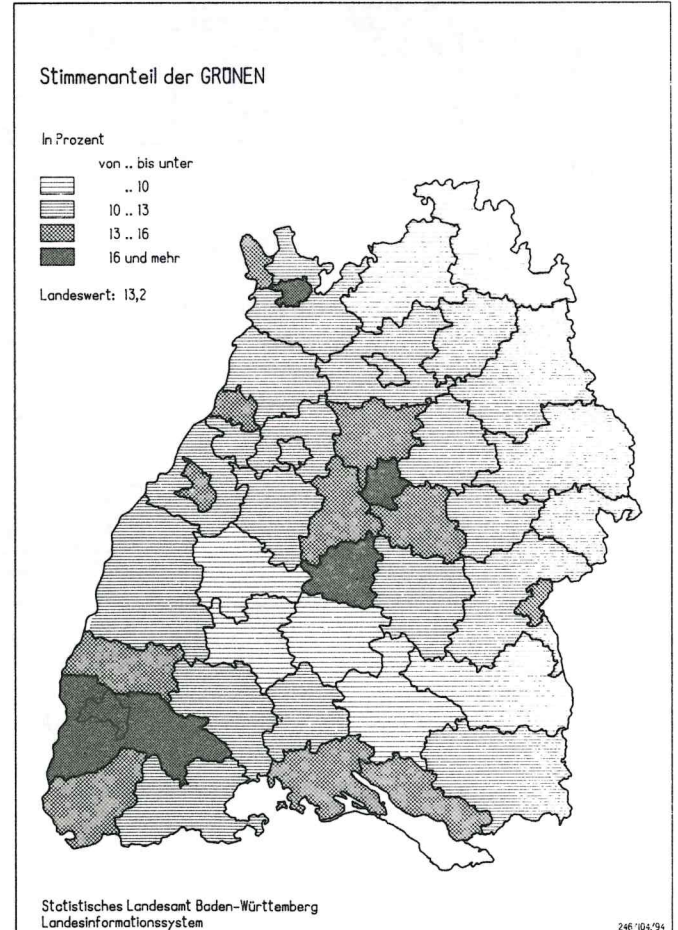 Stimmenanteil der GRÜNEN
In Prozent
von .. bis unter
.. 10
10 .. 13
13 .. 16
16 und mehr
Landeswert: 13,2
Statistisches Landesamt Baden-Württemberg
Landesinformationssystem
246/104/94